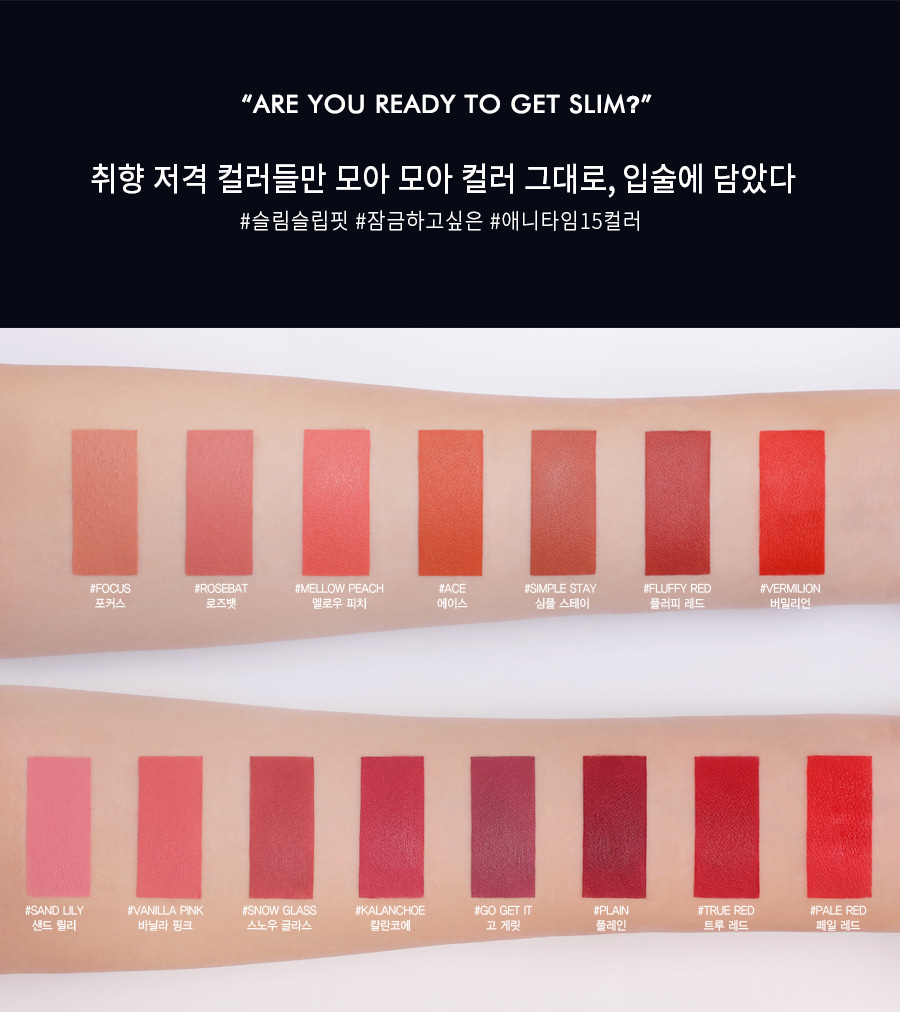 “ARE YOU READY TO GET SLIM?”
취향 저격 컬러들만 모아 모아 컬러 그대로, 입술에 담았다
#슬림슬립핏 #잠금하고싶은 #애니타임15컬러
#FOCUS
포커스
#ROSEBAT
로즈뱃
#MELLOW PEACH
멜로우 피치
#ACE
에이스
#SIMPLE STAY
심플 스테이
#FLUFFY RED
플러피 레드
#VERMILION
버밀리언
#SAND LILY
샌드 릴리
#VANILLA PINK
바닐라 핑크
#SNOW GLASS
스노우 글라스
#KALANCHOE
칼란코에
#GO GET IT
고 게릿
#PLAIN
플레인
#TRUE RED
트루 레드
#PALE RED
페일 레드